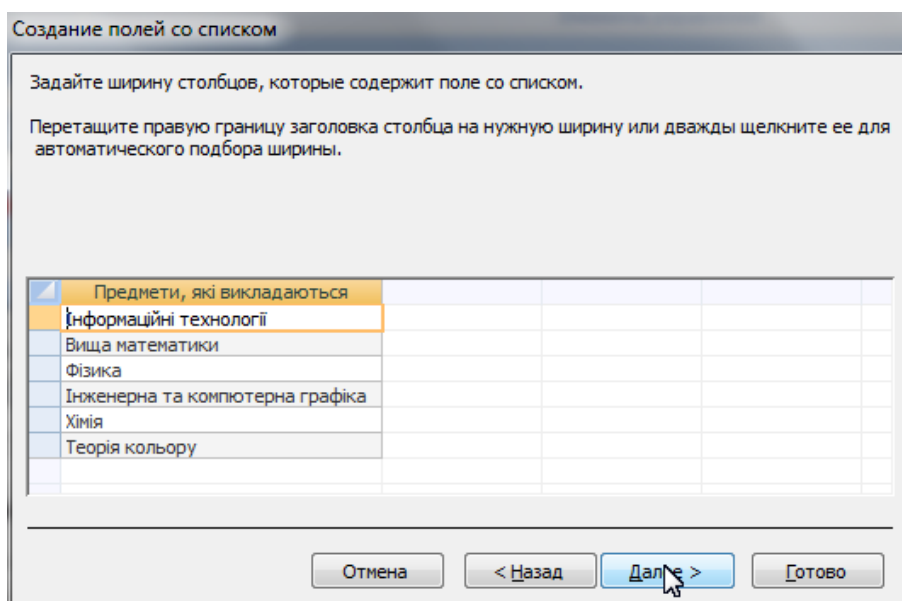 Создание полей со списком
Задайте ширину столбцов, которые содержит поле со списком.
Перетащите правую границу заголовка столбца на нужную ширину или дважды щелкните ее для
автоматического подбора ширины.
Предмети, які викладаються
Інформаційні технології
Вища математики
Фізика
Інженерна та компютерна графіка
Хімія
Теорія кольору
Отмена
< Назад
Далее >
Готово